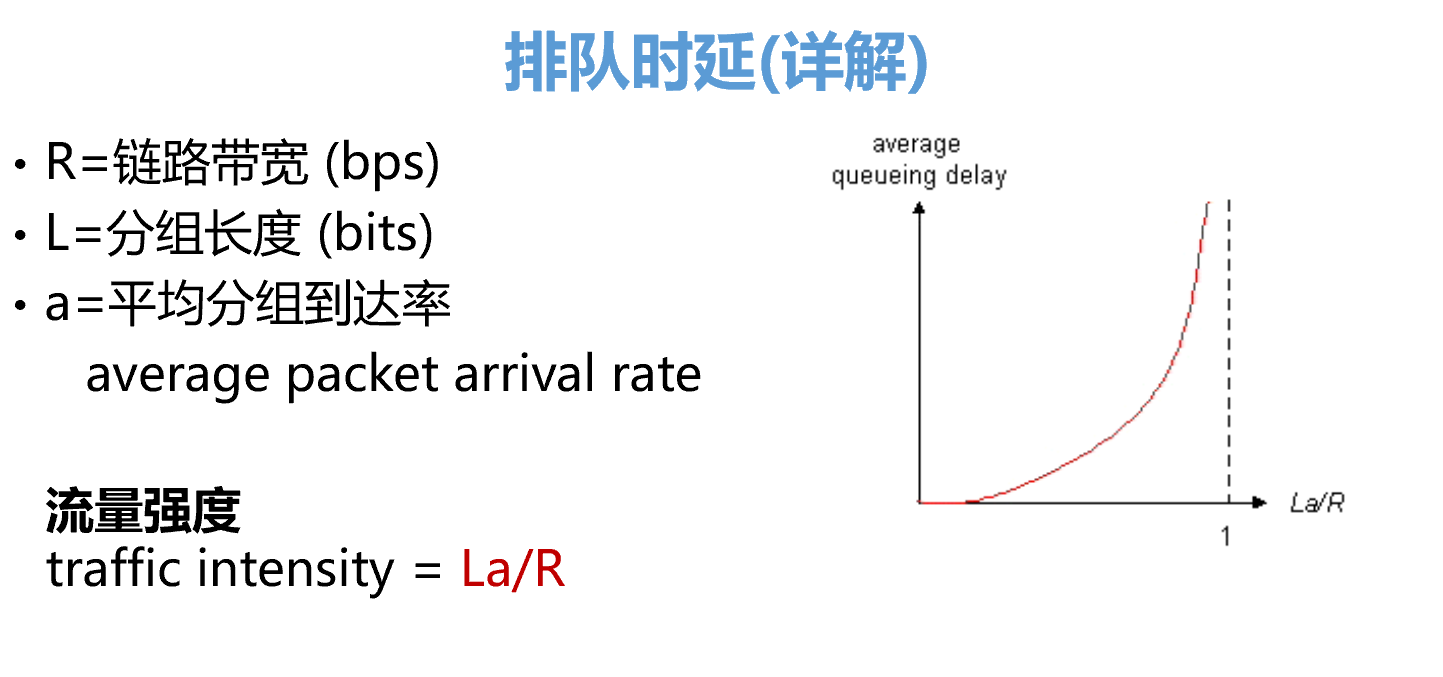 排队时延(详解)
• R=链路带宽 (bps)
• L=分组长度 (bits)
• a=平均分组到达率
average packet arrival rate
流量强度
traffic intensity = La/R
average
queueing delay
La/R
1